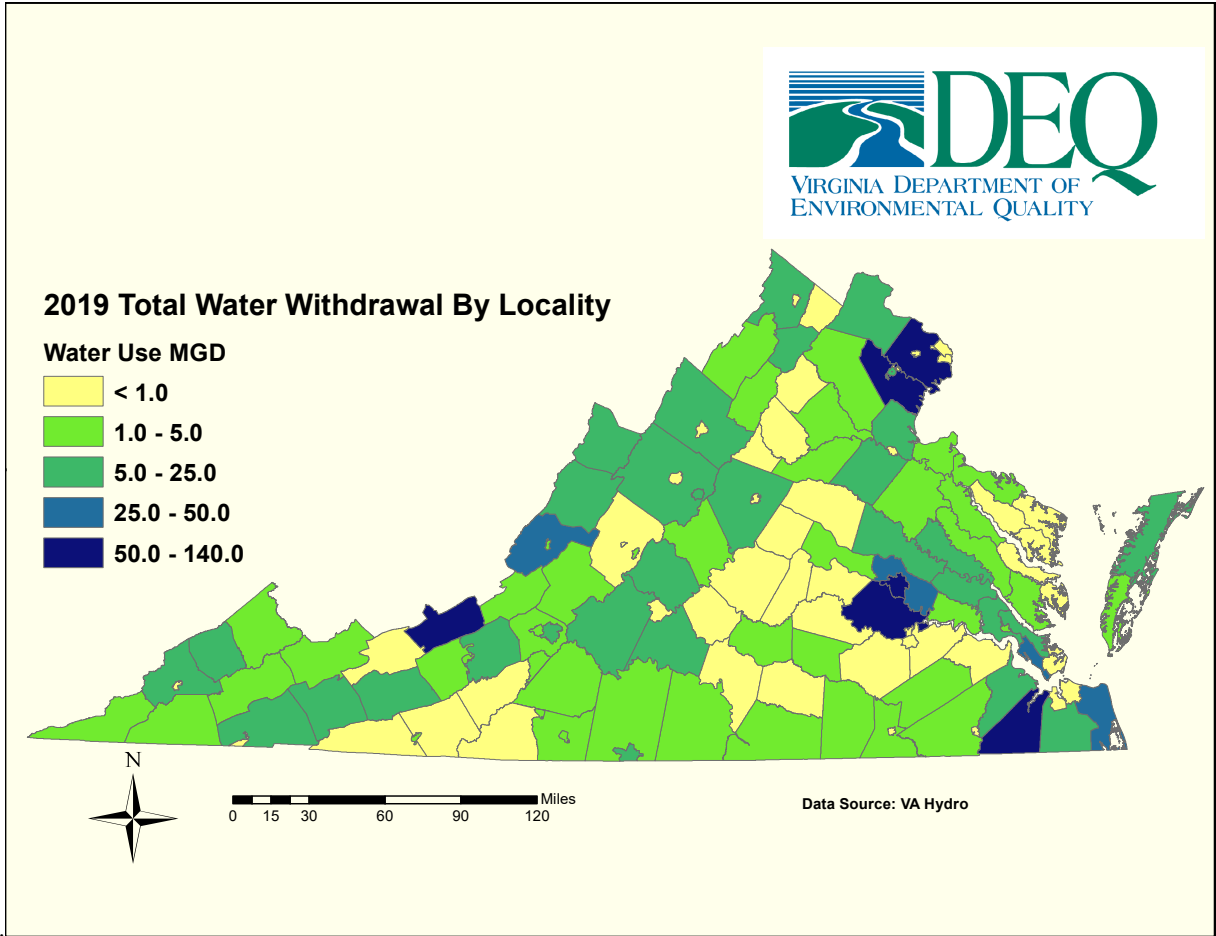 DEQ
VIRGINIA DEPARTMENT OF
ENVIRONMENTAL QUALITY
2019 Total Water Withdrawal By Locality
Water Use MGD
< 1.0
1.0 - 5.0
5.0 - 25.0
25.0 - 50.0
50.0 - 140.0
N
Miles
0 15 30 60 90 120
Data Source: VA Hydro